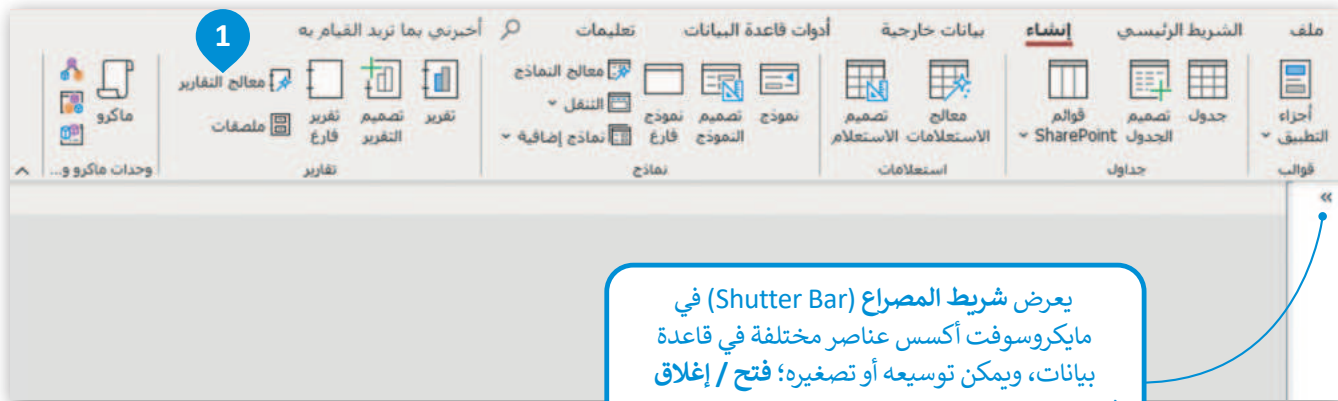 ملف الشريط الرئيسي إنشاء بيانات خارجية أدوات قاعدة البيانات تعليمات أخبرني بما تريد القيام به
1
أجزاء التطبيق
قوالب
جدول
تصميم الجدول
قوائم SharePoint
جداول
معالج الاستعلامات
تصميم الاستعلام
استعلامات
نموذج
تصميم النموذج
نموذج فارغ
معالج النماذج
التنقل
نماذج إضافية
نماذج
تقرير
تصميم التقرير
تقرير فارغ
معالج التقارير
ملصقات
تقارير
ماكرو
وحدات ماكرو و...
»
يعرض شريط المصراع (Shutter Bar) في
مايكروسوفت أكسس عناصر مختلفة في قاعدة
بيانات، ويمكن توسيعه أو تصغيره؛ فتح / إغلاق